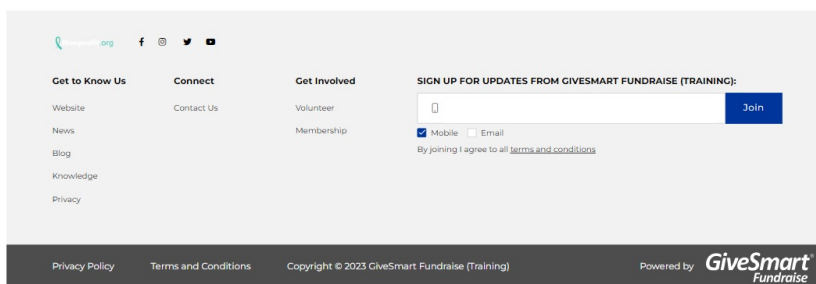 .org
Get to Know Us
Website
News
Blog
Knowledge
Privacy
Connect
Contact Us
Get Involved
Volunteer
Membership
SIGN UP FOR UPDATES FROM GIVESMART FUNDRAISE (TRAINING):
Join
Mobile Email
By joining I agree to all terms and conditions
Privacy Policy Terms and Conditions Copyright © 2023 GiveSmart Fundraise (Training) Powered by GiveSmart®
Fundraise